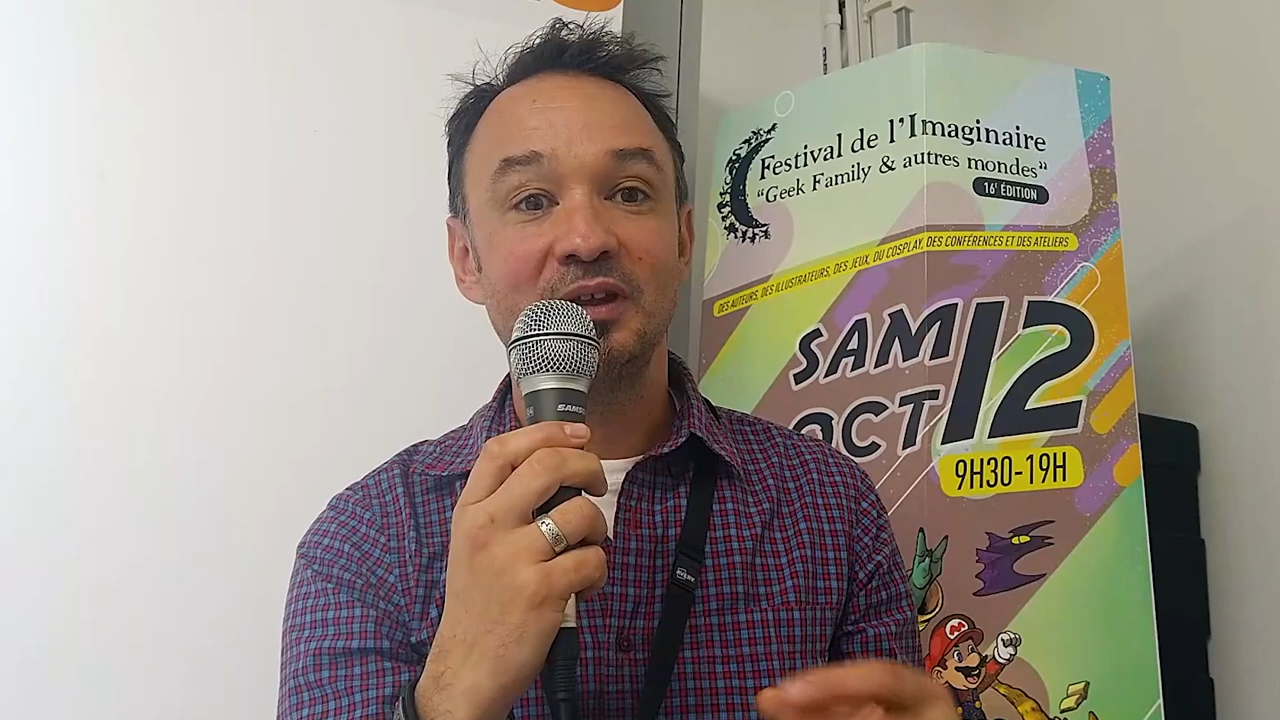 Festival de l'Imaginaire
"Geek Family & autres mondes"
16e ÉDITION
DES AUTEURS, DES ILLUSTRATEURS, DES JEUX, DU COSPLAY, DES CONFÉRENCES ET DES ATELIERS
SAM 12
OCT
9H30-19H
M